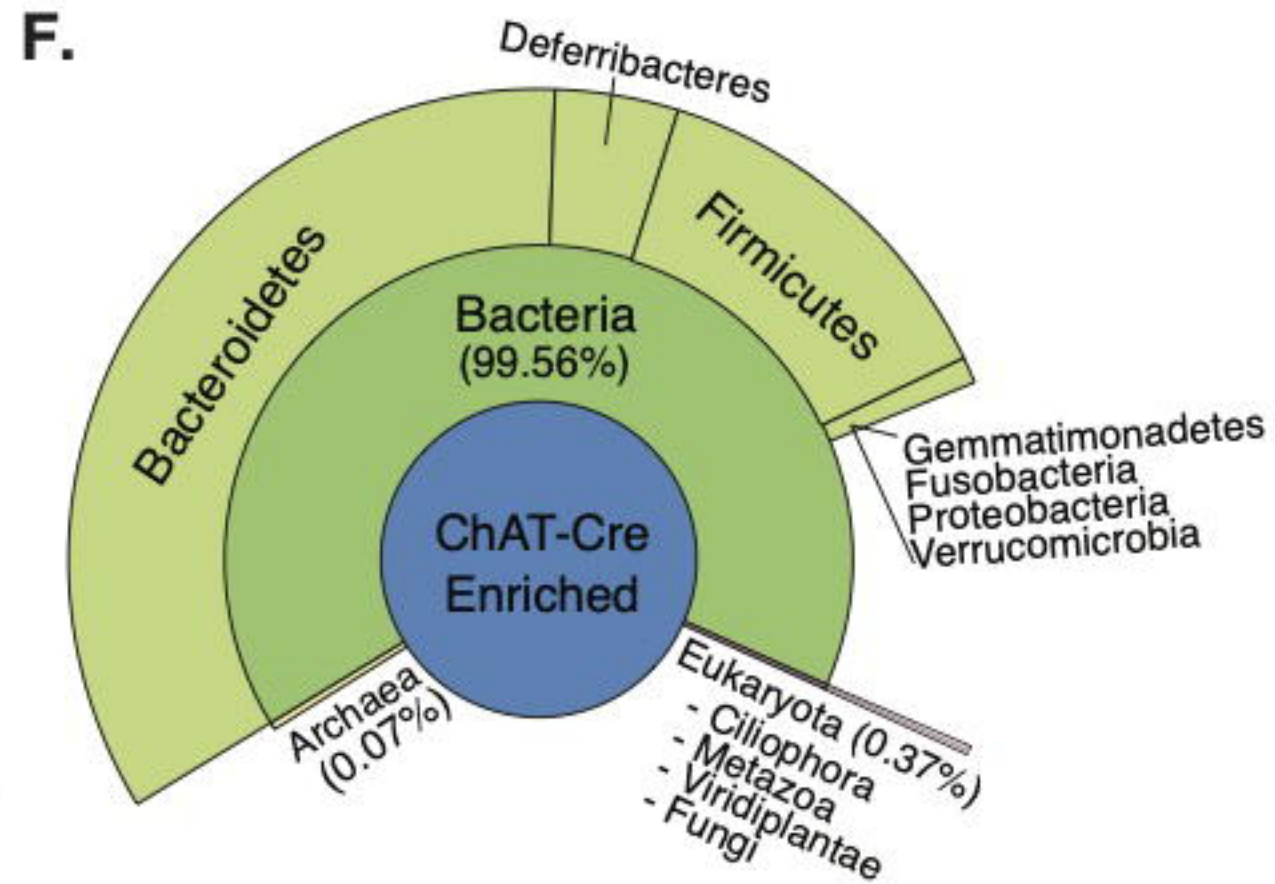 F.
Deferribacteres
Bacteroidetes
Firmicutes
Bacteria
(99.56%)
Gemmatimonadetes
Fusobacteria
Proteobacteria
Verrucomicrobia
ChAT-Cre
Enriched
Archaea
(0.07%)
Eukaryota (0.37%)
- Ciliophora
- Metazoa
- Viridiplantae
- Fungi